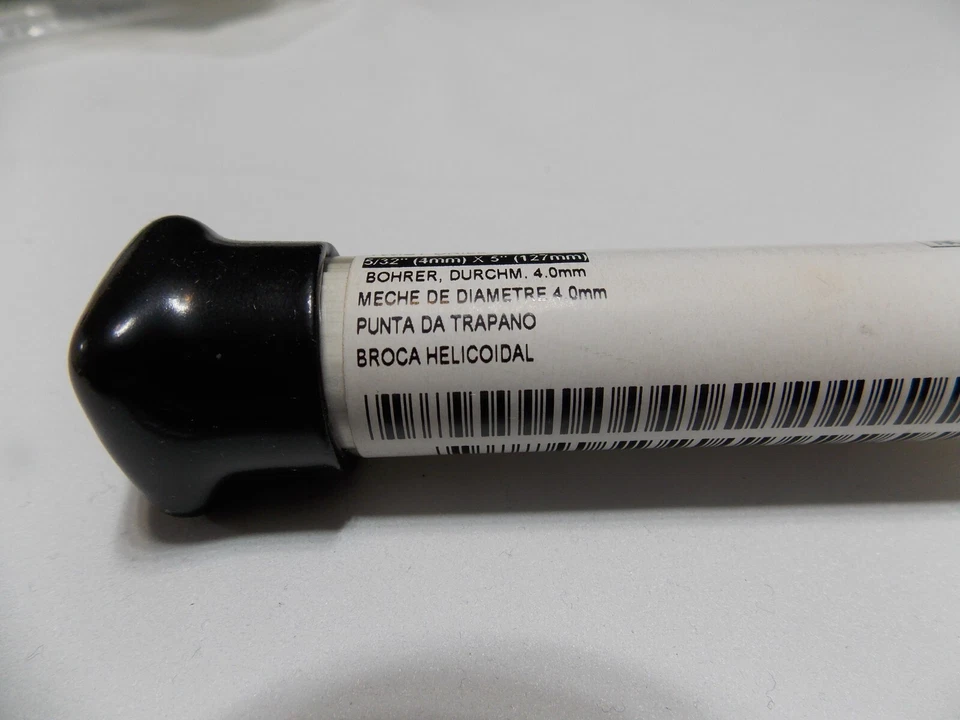 5/32" (4mm) X 5" (127mm)
BOHRER, DURCHM. 4.0mm
MECHE DE DIAMETRE 4.0mm
PUNTA DA TRAPANO
BROCA HELICOIDAL